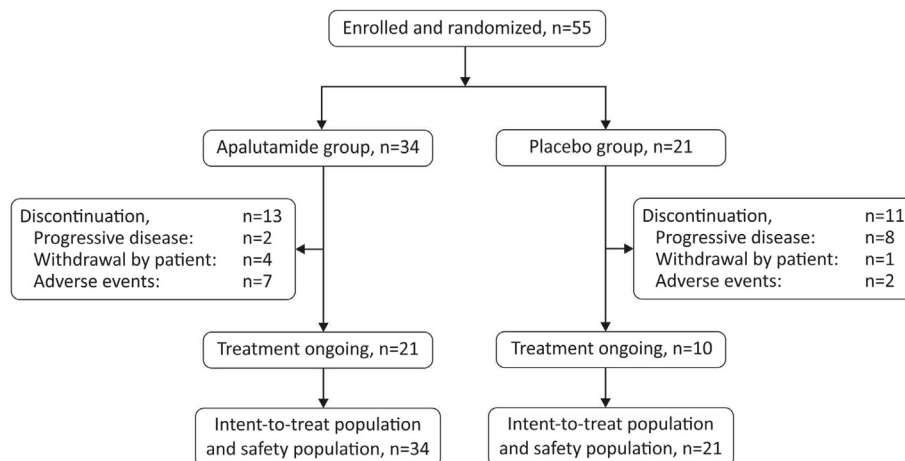 Enrolled and randomized, n=55
Apalutamide group, n=34
Placebo group, n=21
Discontinuation, n=13
Progressive disease: n=2
Withdrawal by patient: n=4
Adverse events: n=7
Discontinuation, n=11
Progressive disease: n=8
Withdrawal by patient: n=1
Adverse events: n=2
Treatment ongoing, n=21
Treatment ongoing, n=10
Intent-to-treat population
and safety population, n=34
Intent-to-treat population
and safety population, n=21